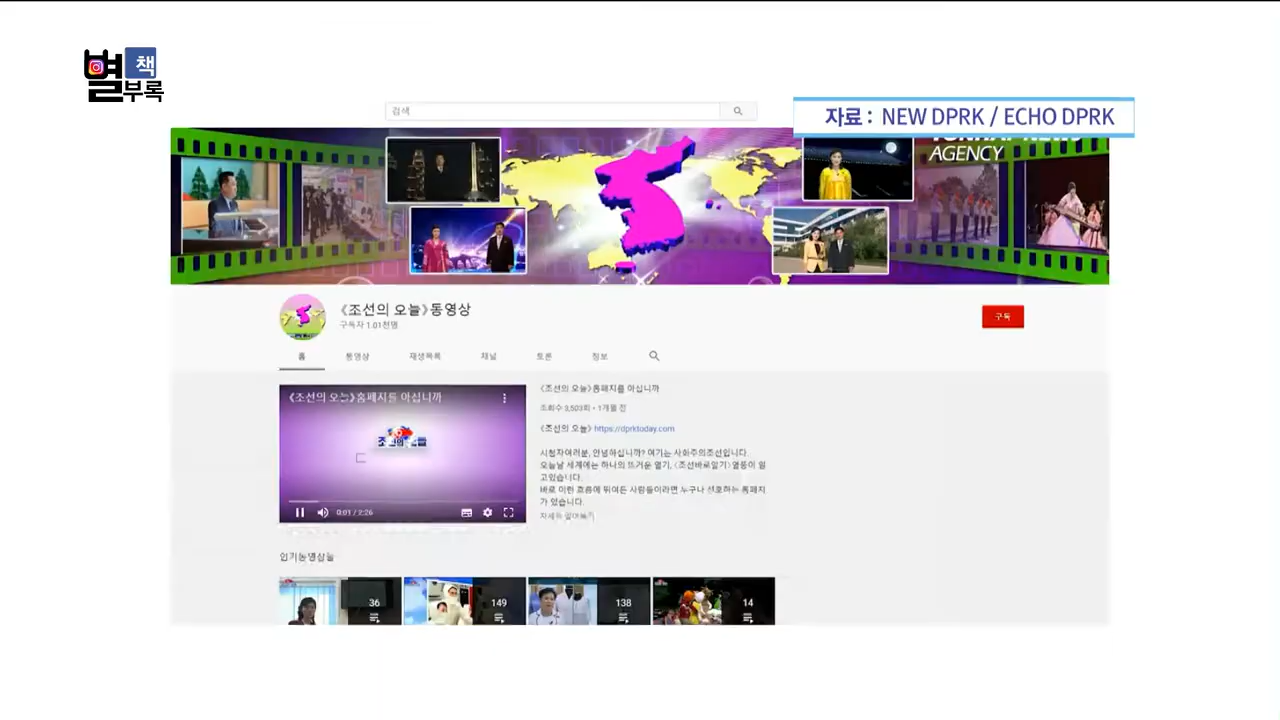 별책부록
검색
자료 : NEW DPRK / ECHO DPRK
YONHAP NEWS
AGENCY
《조선의 오늘》동영상
구독자 1.01천명
구독
홈 동영상 재생목록 채널 토론 정보
《조선의 오늘》홈페지를 아십니까
《조선의 오늘》홈페지를 아십니까
조회수 3,503회 • 1개월 전
《조선의 오늘》 https://dprktoday.com
시청자여러분, 안녕하십니까? 여기는 사회주의조선입니다.
오늘날 세계에는 하나의 뜨거운 열기, 《조선바로알기》열풍이 일
고있습니다.
바로 이런 흐름에 뛰여든 사람들이라면 누구나 선호하는 홈페지
가 있습니다.
자세히 알아보기
0:01 / 2:26
인기동영상들
36 149 138 14